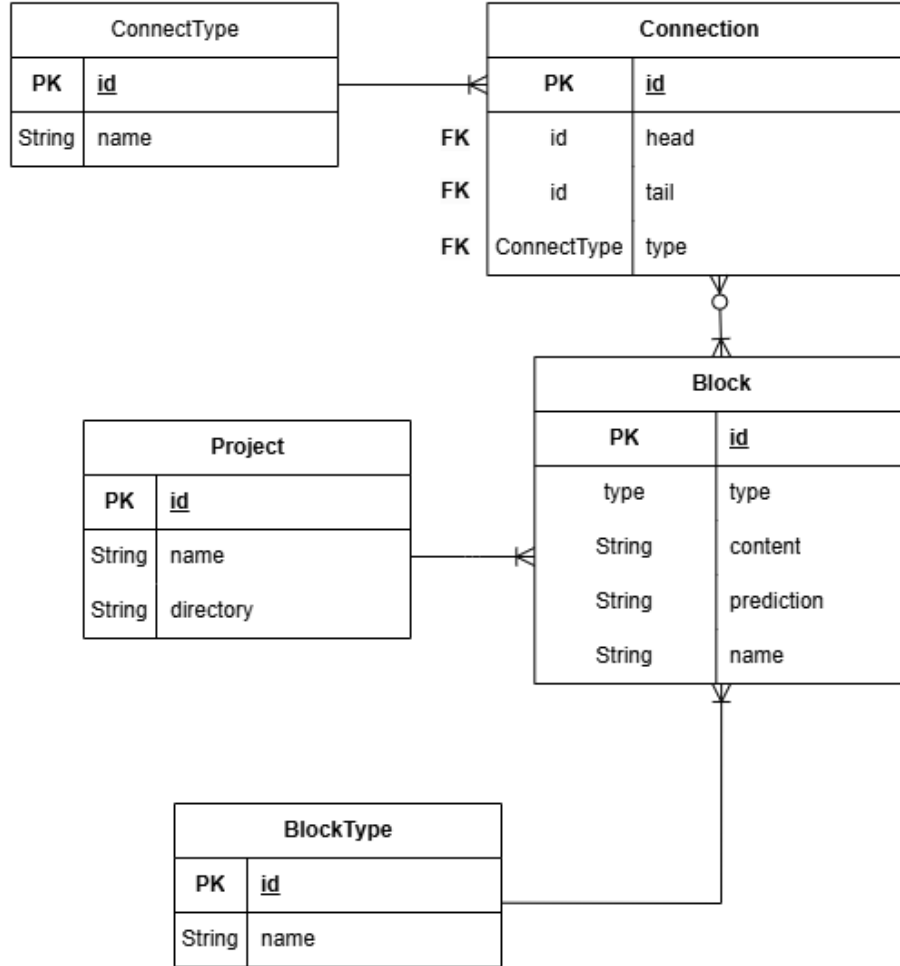 ConnectType
PK id
String name
Connection
PK id
FK id head
FK id tail
FK ConnectType type
Block
PK id
type type
String content
String prediction
String name
Project
PK id
String name
String directory
BlockType
PK id
String name